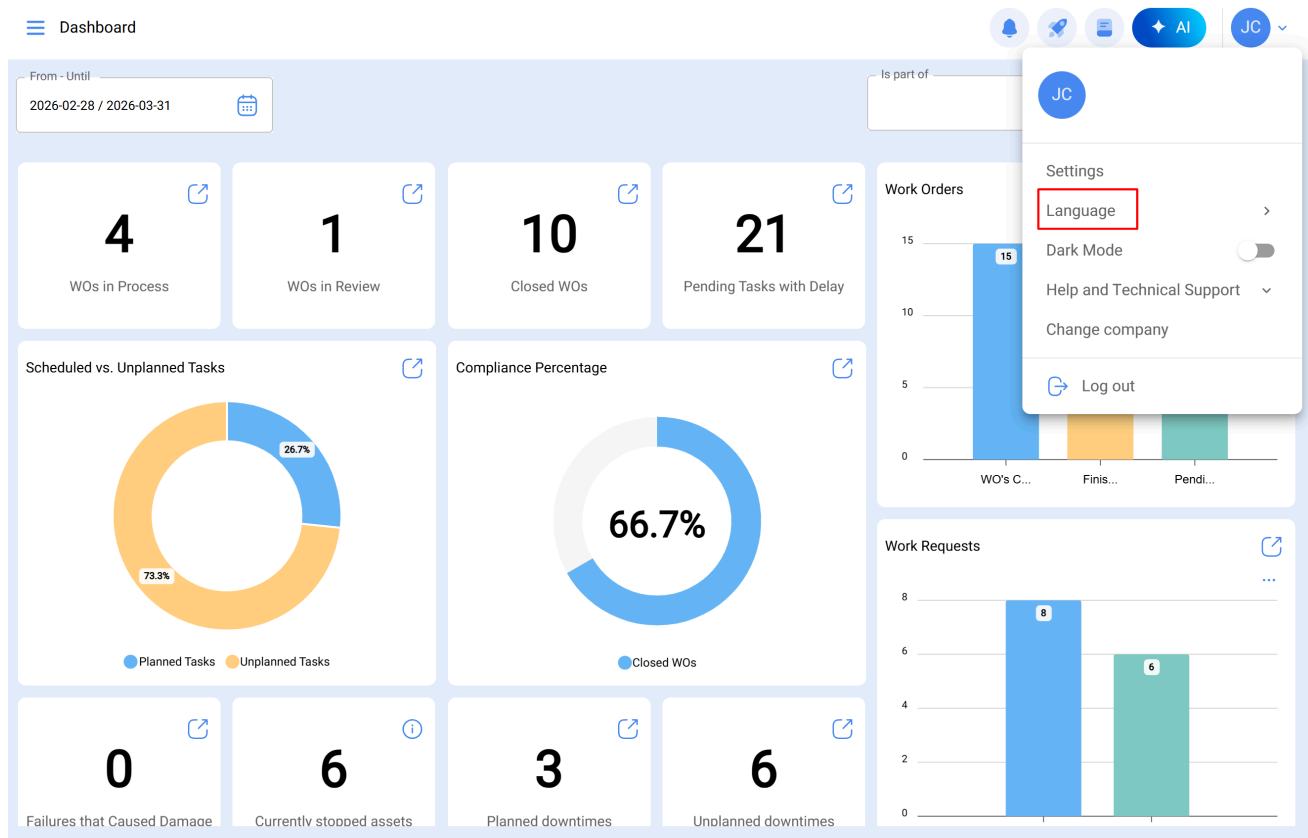 Dashboard
AI
JC
From - Until
2026-02-28 / 2026-03-31
Is part of
JC
Settings
Language
Dark Mode
Help and Technical Support
Change company
Log out
4
WOs in Process
1
WOs in Review
10
Closed WOs
21
Pending Tasks with Delay
Work Orders
15
10
5
0
15
WO's C...
Finis...
Pendi...
Scheduled vs. Unplanned Tasks
26.7%
73.3%
Planned Tasks
Unplanned Tasks
Compliance Percentage
66.7%
Closed WOs
Work Requests
8
6
4
2
0
8
6
0
Failures that Caused Damage
6
Currently stopped assets
3
Planned downtimes
6
Unplanned downtimes